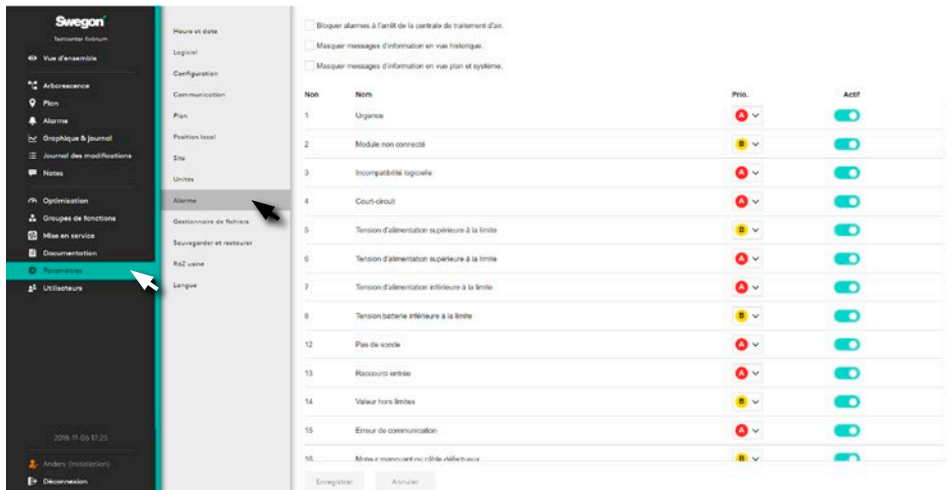 Swegon
Vue d'ensemble
Arborescence
Plan
Alarme
Graphique & journal
Journal des modifications
Notes
Optimisation
Groupes de fonctions
Mise en service
Documentation
Paramètres
Utilisateurs
2018-11-06 17:25
Anders (Installation)
Déconnexion
Heure et date
Logiciel
Configuration
Communication
Plan
Position local
Site
Unités
Alarme
Gestionnaire de fichiers
Sauvegarder et restaurer
RàZ usine
Langue
Bloquer alarmes à l'arrêt de la centrale de traitement d'air.
Masquer messages d'information en vue historique.
Masquer messages d'information en vue plan et système.
Non Nom Prio. Actif
1 Urgence A
2 Module non connecté B
3 Incompatibilité logicielle A
4 Court-circuit A
5 Tension d'alimentation supérieure à la limite B
6 Tension d'alimentation supérieure à la limite A
7 Tension d'alimentation inférieure à la limite A
8 Tension batterie inférieure à la limite B
12 Pas de sonde A
13 Raccourci entrée A
14 Valeur hors limites B
15 Erreur de communication A
16 Moteur manquant ou câble défectueux B
Enregistrer Annuler